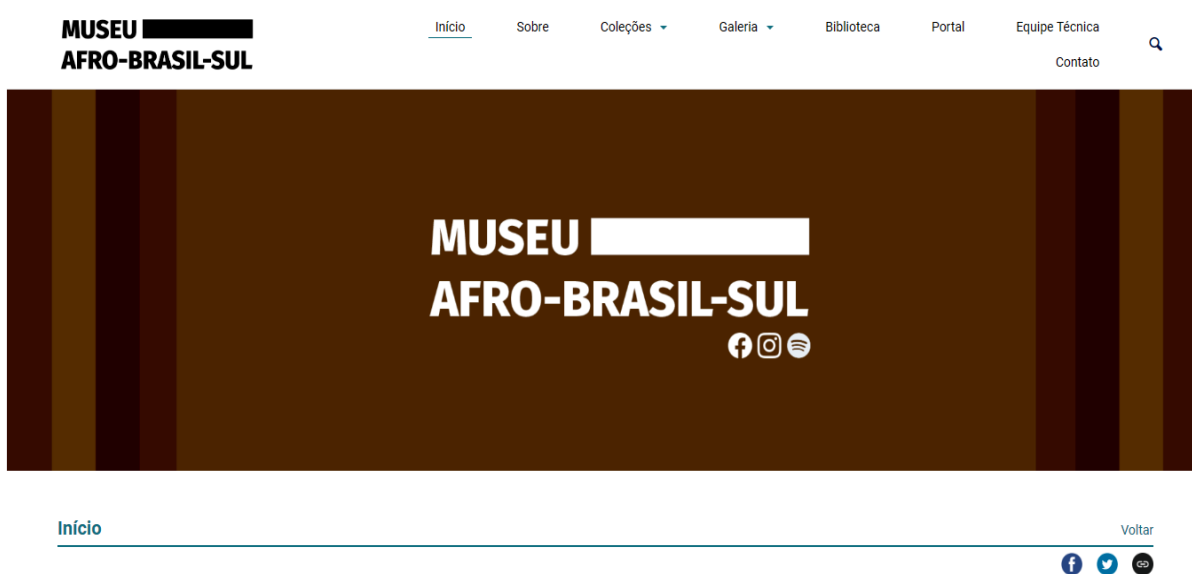 MUSEU
AFRO-BRASIL-SUL
Início Sobre Coleções Galeria Biblioteca Portal Equipe Técnica
Contato
MUSEU
AFRO-BRASIL-SUL
Início
Voltar